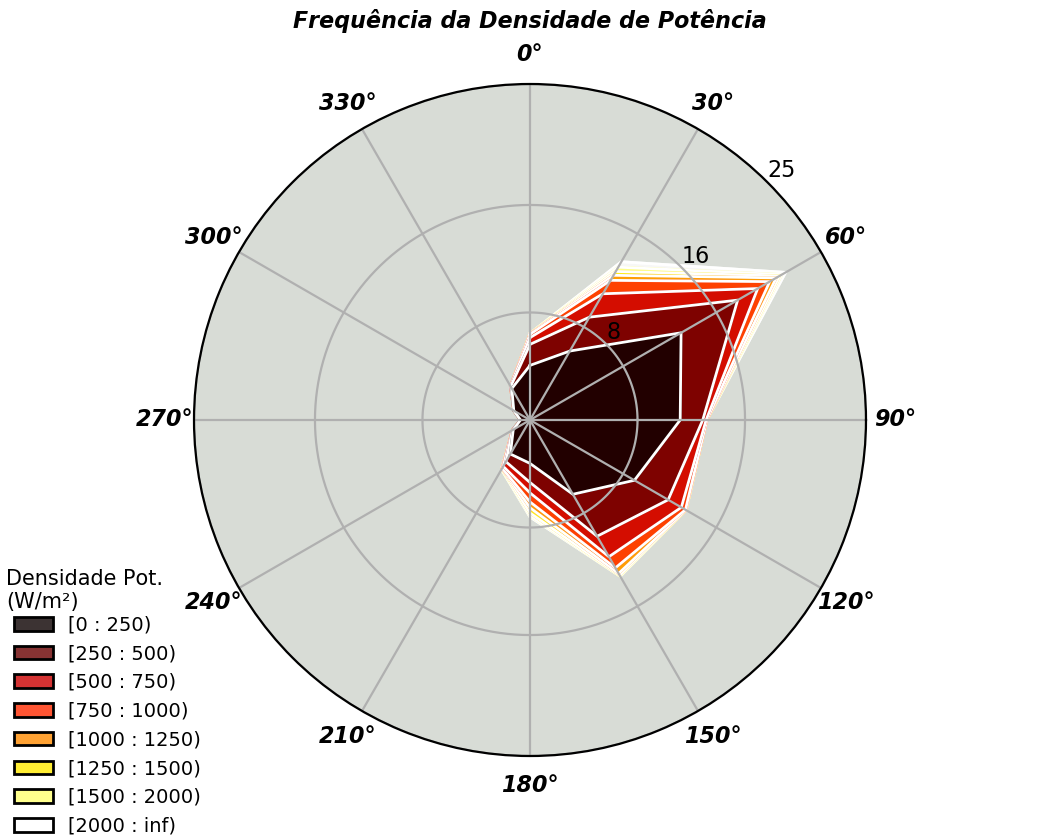 Frequência da Densidade de Potência
0°
330°
30°
25
300°
60°
16
8
270°
90°
Densidade Pot.
(W/m²)
240°
120°
[0 : 250)
[250 : 500)
[500 : 750)
[750 : 1000)
210°
150°
[1000 : 1250)
[1250 : 1500)
180°
[1500 : 2000)
[2000 : inf)